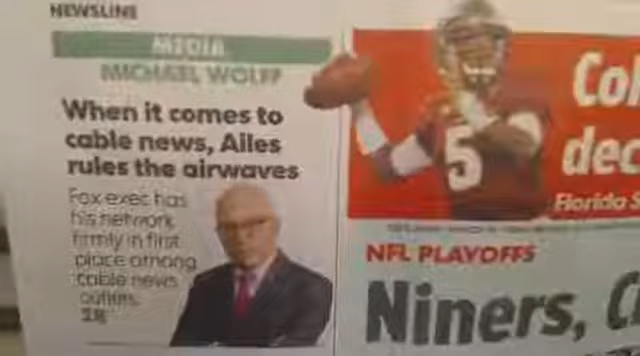 NEWSLINE
MEDIA
MICHAEL WOLFF
When it comes to
cable news, Ailes
rules the airwaves
Fox exec has
his network
firmly in first
place among
cable news
outlets.
Col
dec
Florida S
NFL PLAYOFFS
Niners, C